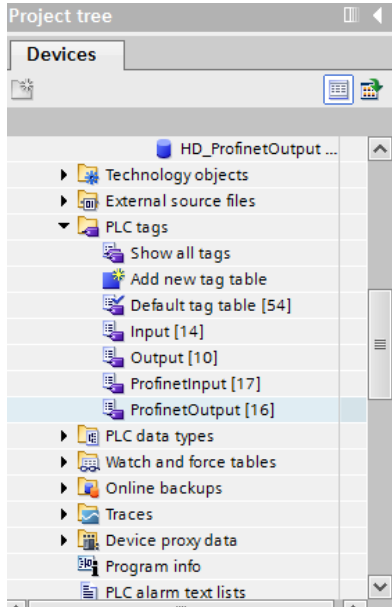 Project tree
Devices
HD_ProfinetOutput ...
Technology objects
External source files
PLC tags
Show all tags
Add new tag table
Default tag table [54]
Input [14]
Output [10]
ProfinetInput [17]
ProfinetOutput [16]
PLC data types
Watch and force tables
Online backups
Traces
Device proxy data
Program info
PLC alarm text lists